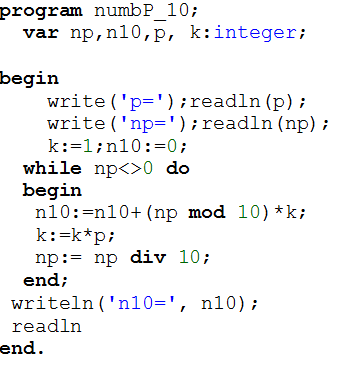 program numbP_10;
var np,n10,p, k:integer;
begin
write('p=');readln(p);
write('np=');readln(np);
k:=1;n10:=0;
while np<>0 do
begin
n10:=n10+(np mod 10)*k;
k:=k*p;
np:= np div 10;
end;
writeln('n10=', n10);
readln
end.